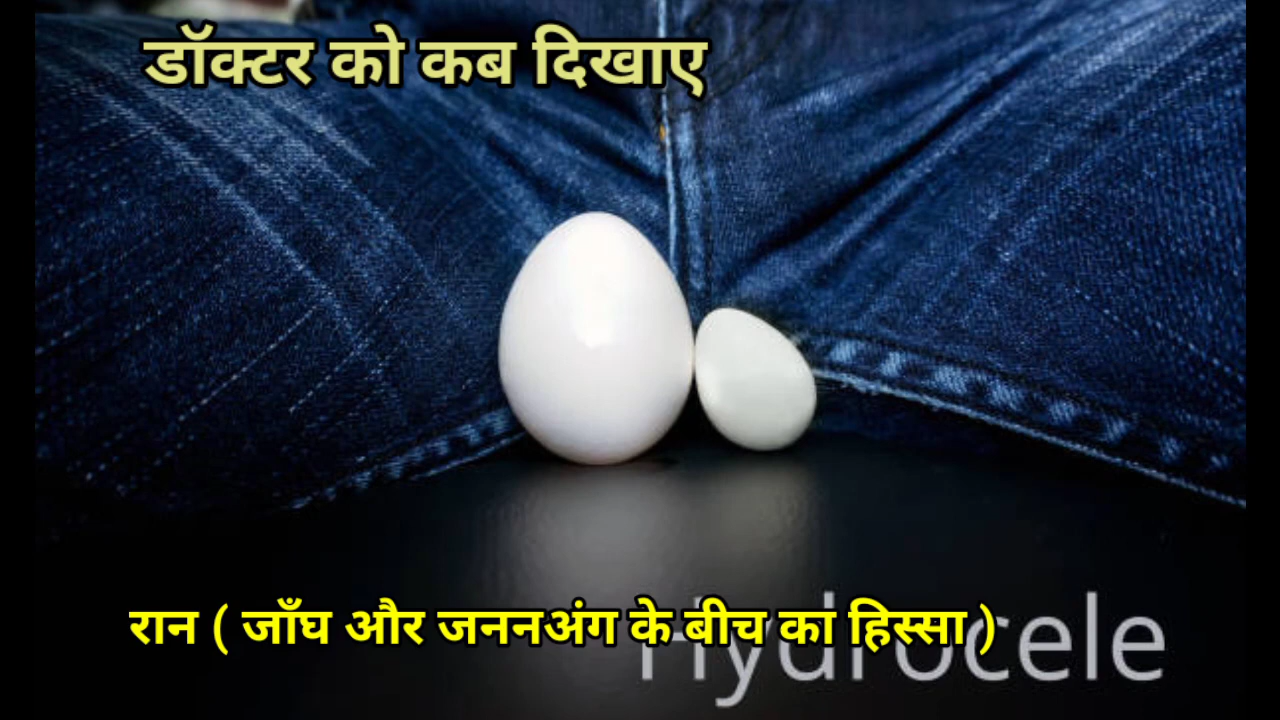 डॉक्टर को कब दिखाए
रान ( जाँघ और जननअंग के बीच का हिस्सा )
Hydrocele